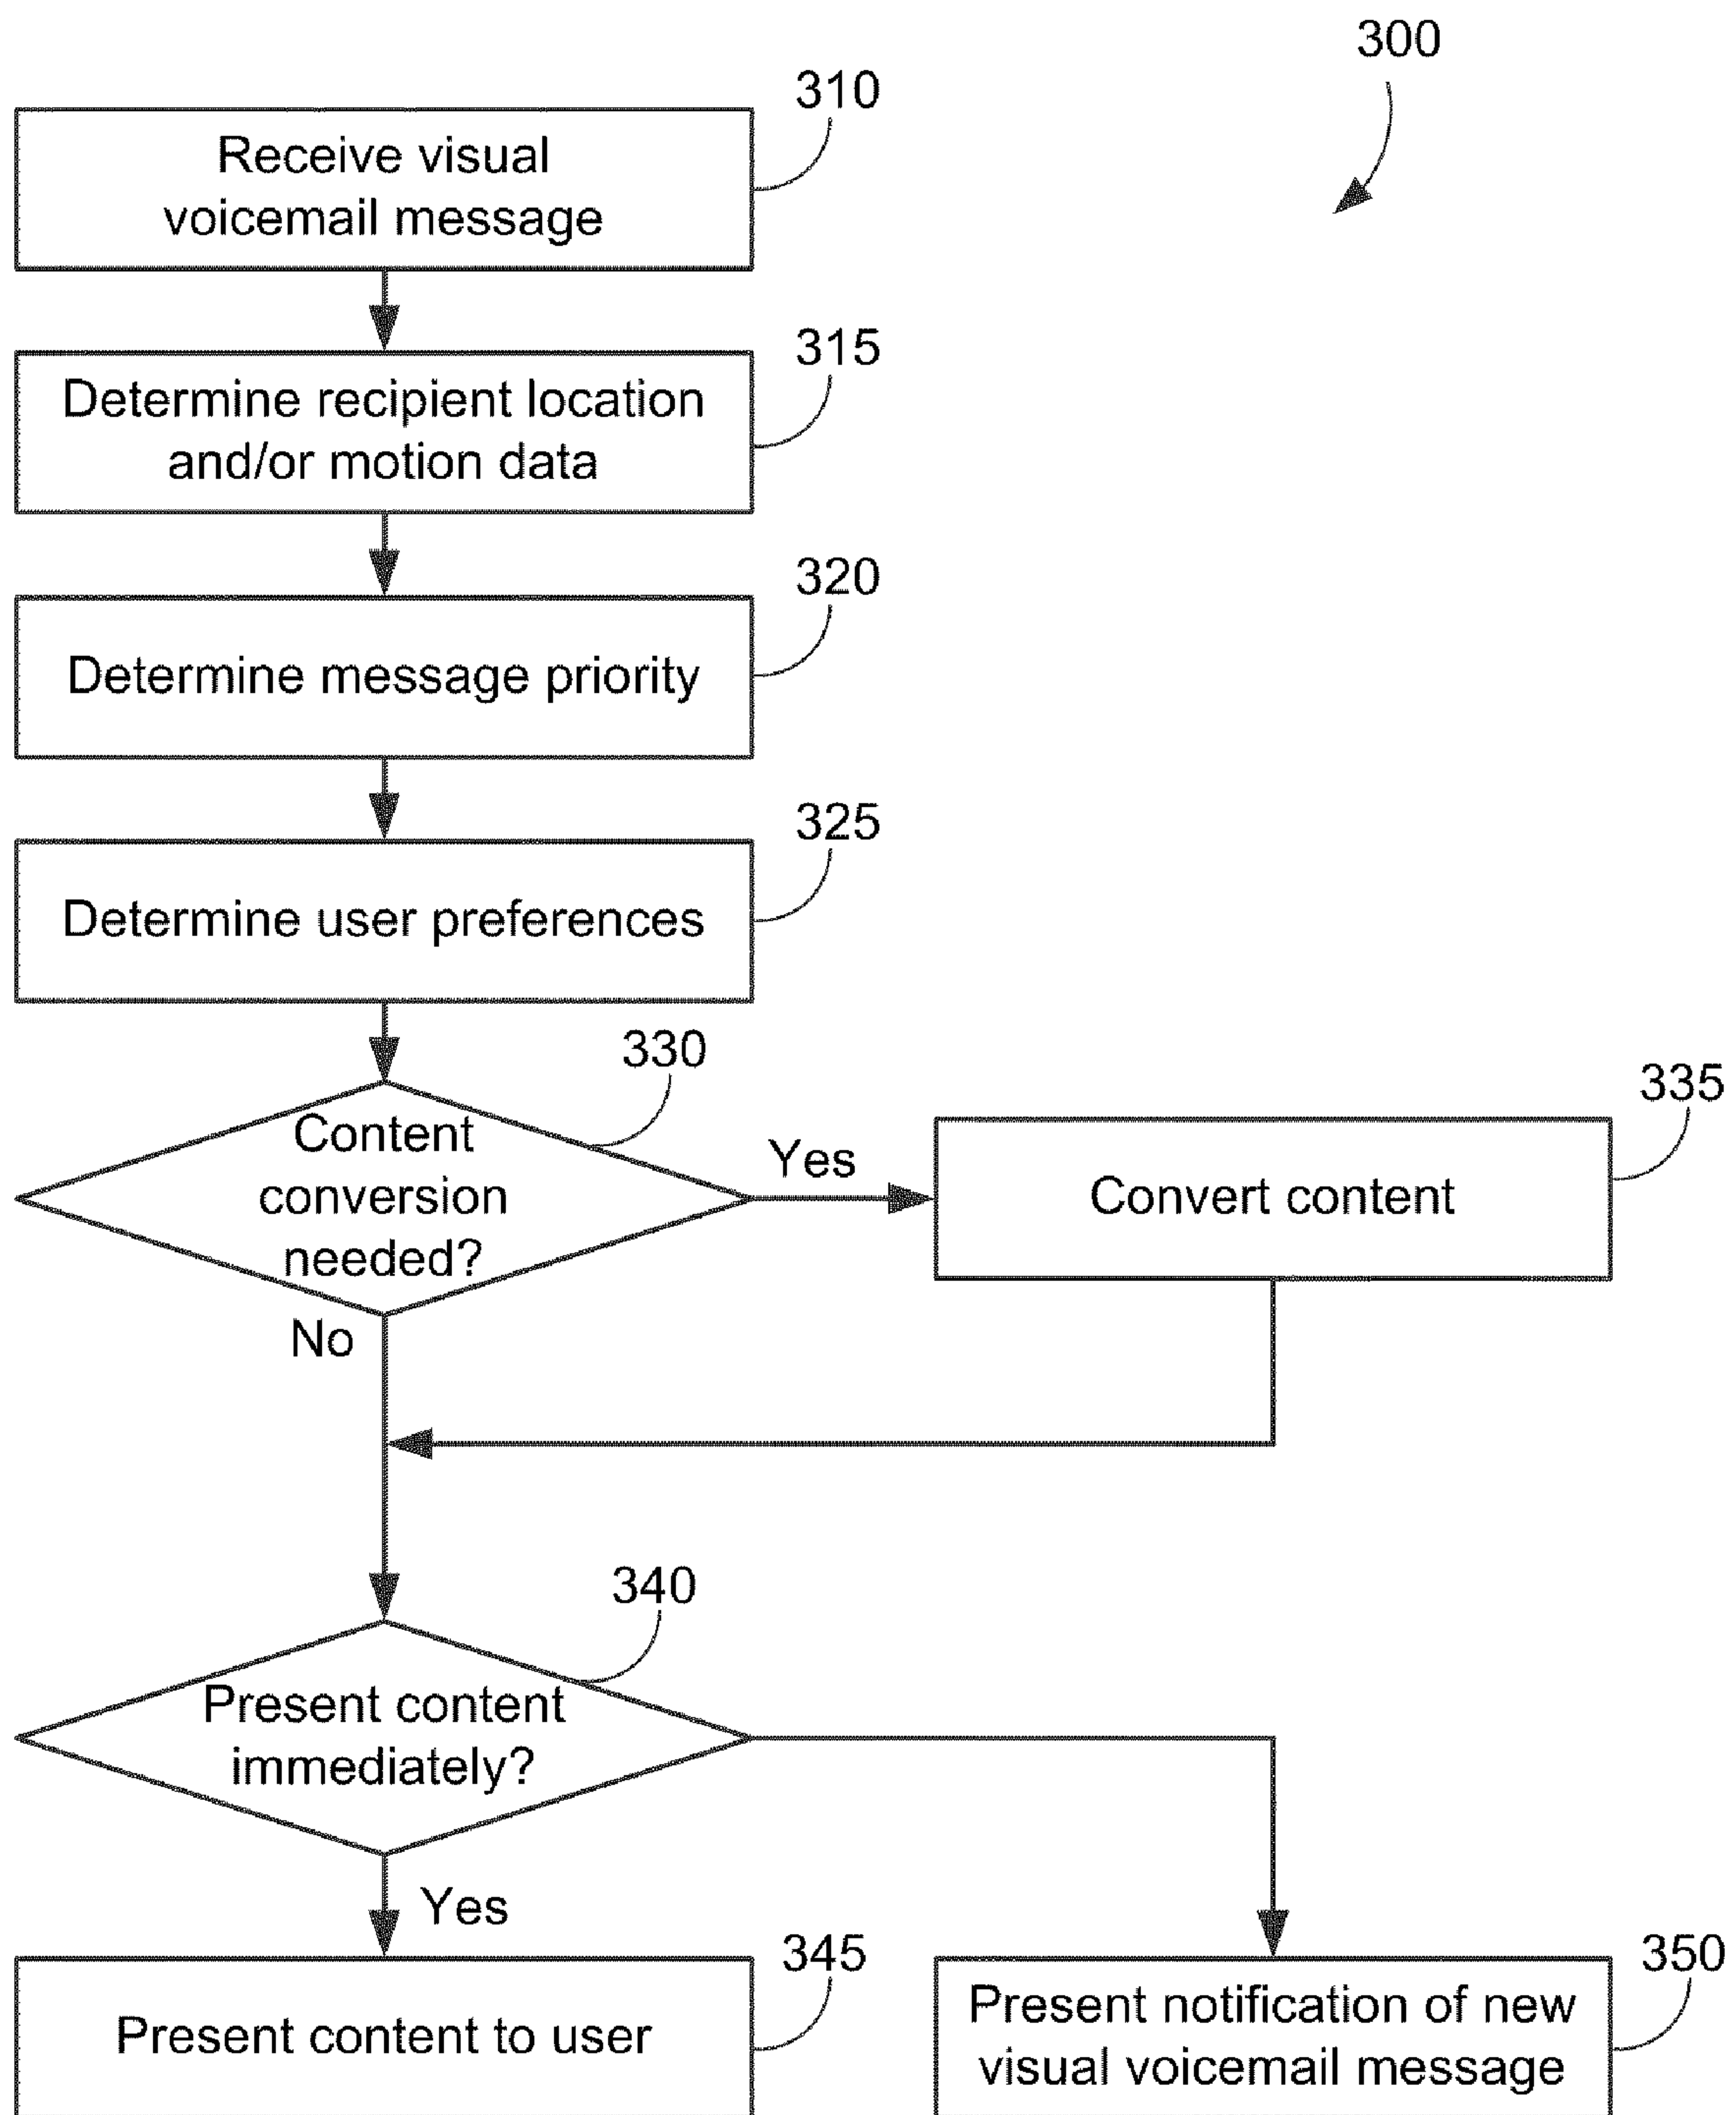 300
310
Receive visual
voicemail message
315
Determine recipient location
and/or motion data
320
Determine message priority
325
Determine user preferences
330
Content
conversion
needed?
Yes
335
Convert content
No
340
Present content
immediately?
Yes
345
Present content to user
350
Present notification of new
visual voicemail message